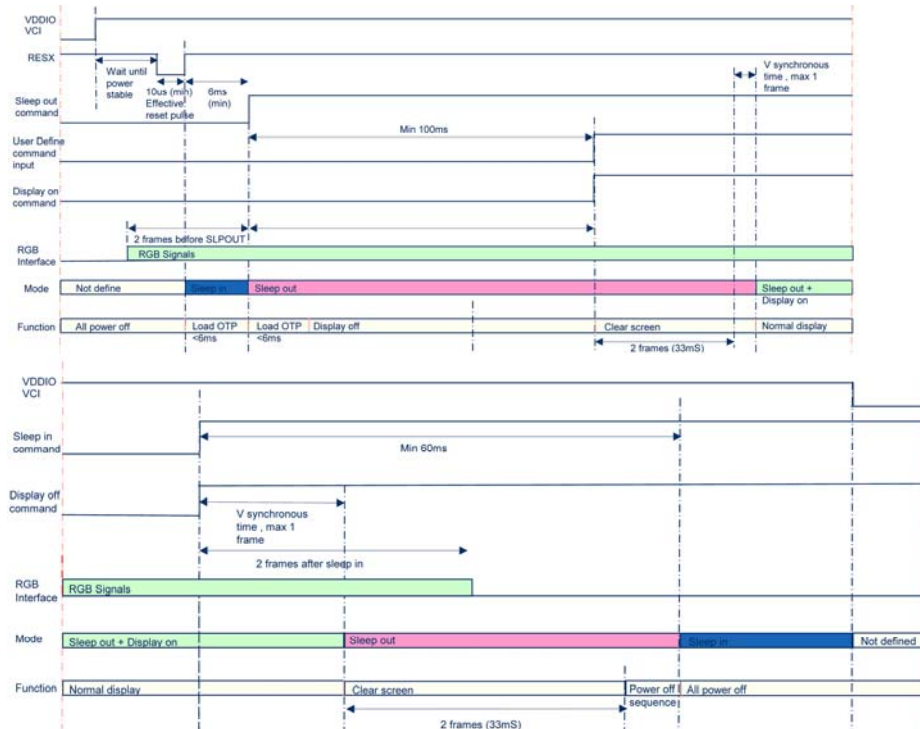 VDDIO
VCI
RESX
Wait until
power
stable
10us (min)
Effective
reset pulse
6ms
(min)
V synchronous
time , max 1
frame
Sleep out
command
Min 100ms
User Define
command
input
Display on
command
2 frames before SLPOUT
RGB
Interface
RGB Signals
Mode
Not define
Sleep in
Sleep out
Sleep out +
Display on
Function
All power off
Load OTP
<6ms
Load OTP
<6ms
Display off
Clear screen
Normal display
2 frames (33mS)
VDDIO
VCI
Sleep in
command
Min 60ms
Display off
command
V synchronous
time , max 1
frame
2 frames after sleep in
RGB
Interface
RGB Signals
Mode
Sleep out + Display on
Sleep out
Sleep in
Not defined
Function
Normal display
Clear screen
Power off
sequence
All power off
2 frames (33mS)